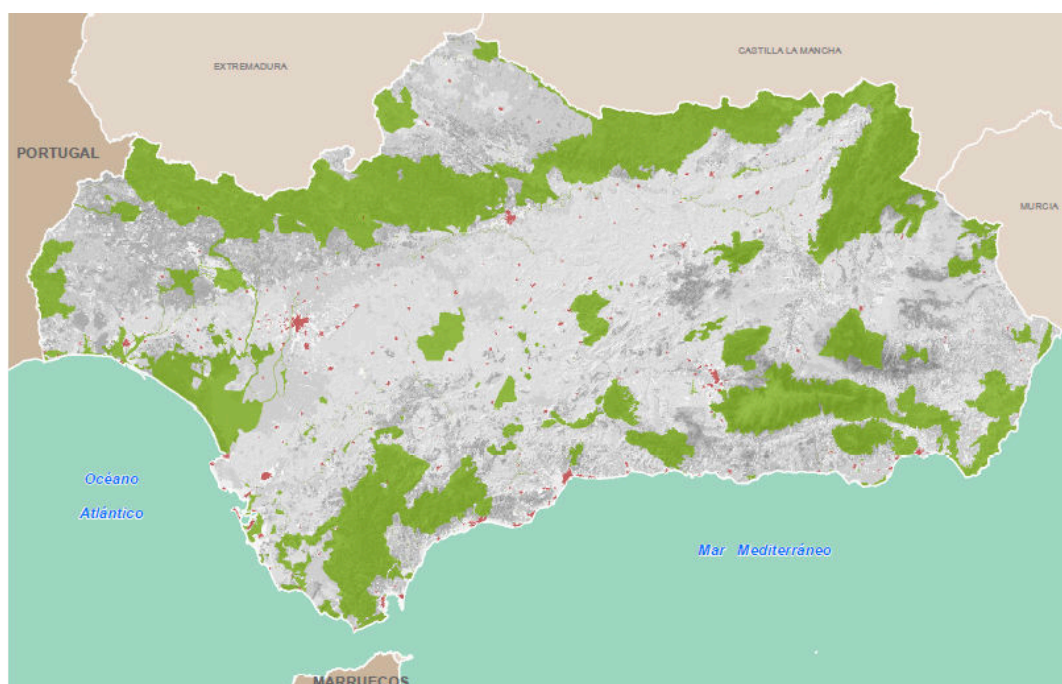 CASTILLA LA MANCHA
EXTREMADURA
PORTUGAL
MURCIA
Océano
Atlántico
Mar Mediterráneo
MARRUECOS